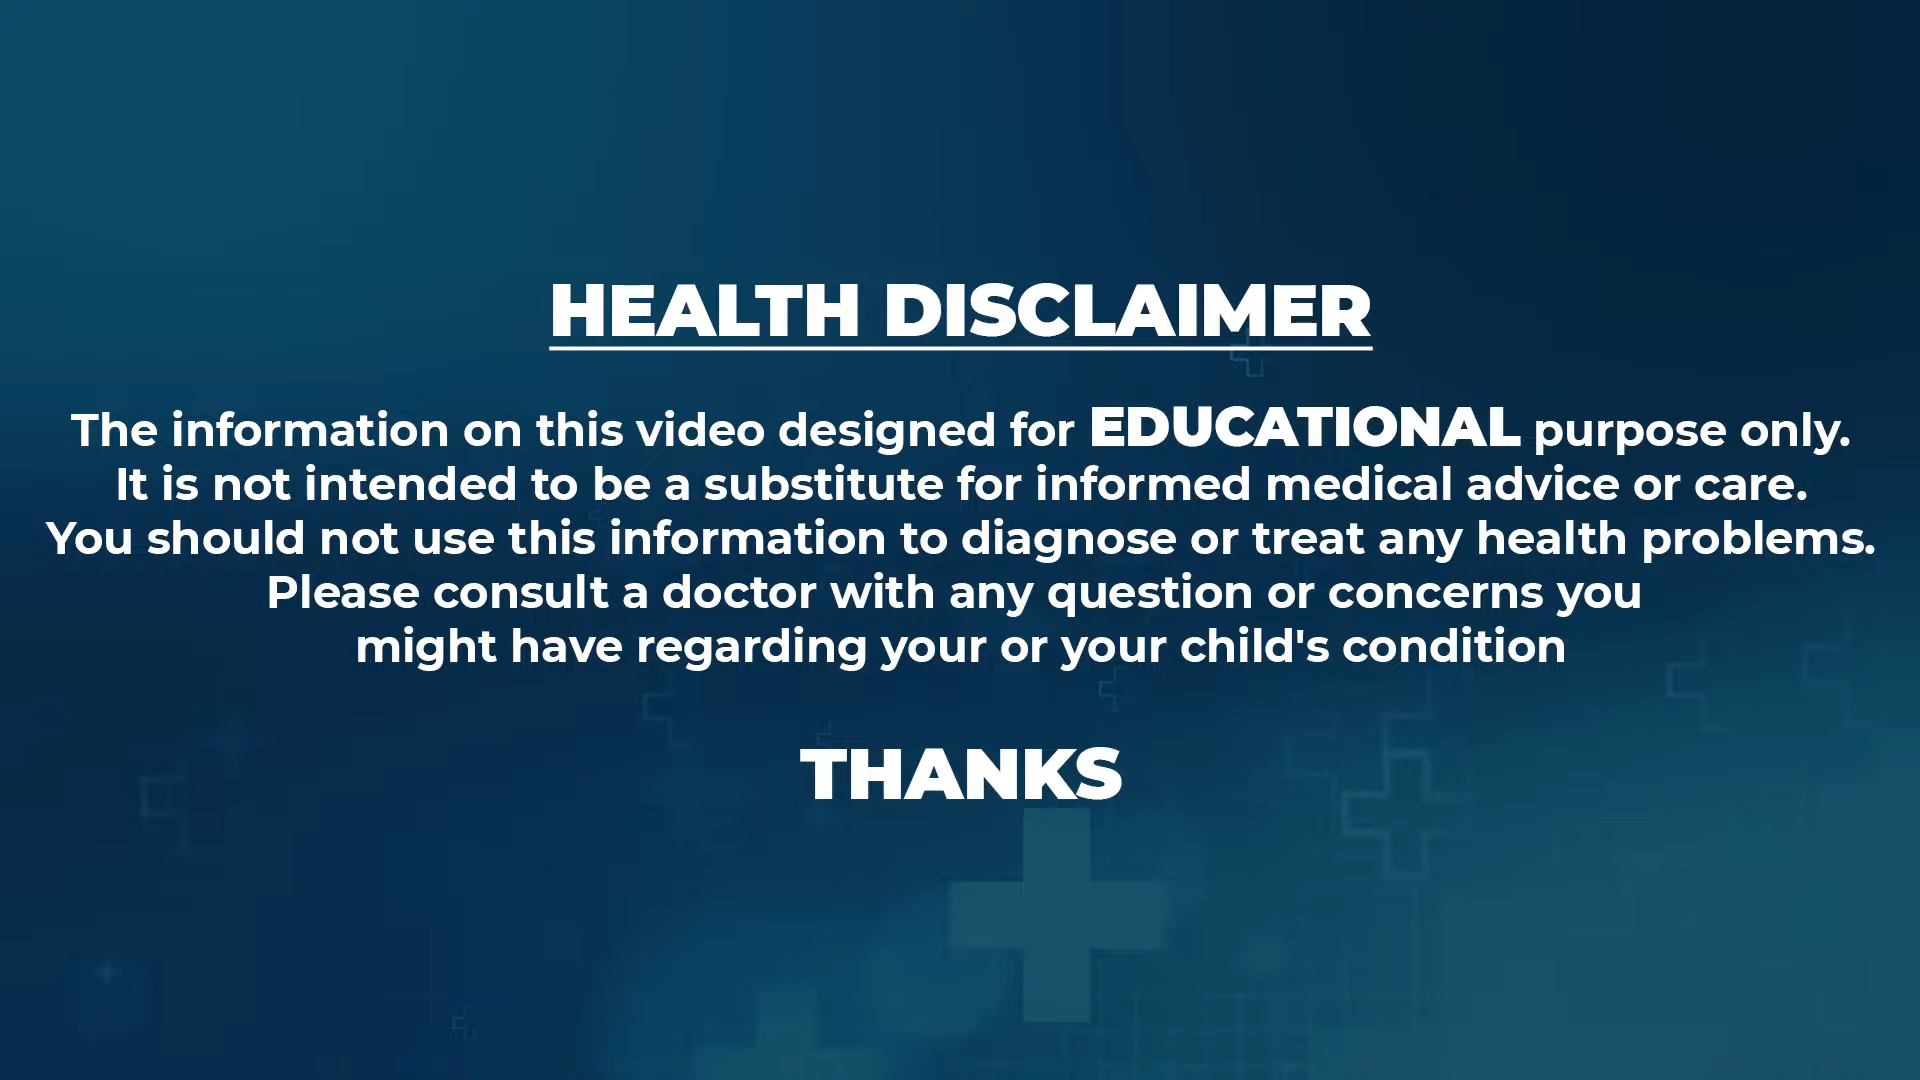 HEALTH DISCLAIMER
The information on this video designed for EDUCATIONAL purpose only.
It is not intended to be a substitute for informed medical advice or care.
You should not use this information to diagnose or treat any health problems.
Please consult a doctor with any question or concerns you
might have regarding your or your child's condition
THANKS